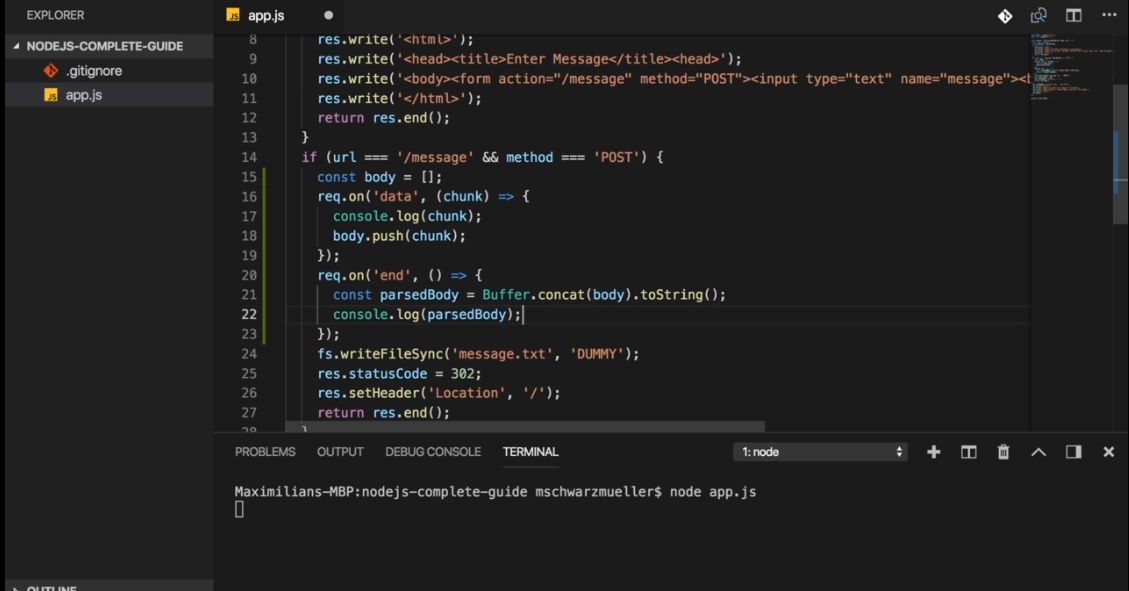 EXPLORER
NODEJS-COMPLETE-GUIDE
.gitignore
JS app.js
JS app.js
8 res.write('<html>');
9 res.write('<head><title>Enter Message</title><head>');
10 res.write('<body><form action="/message" method="POST"><input type="text" name="message"><
11 res.write('</html>');
12 return res.end();
13 }
14 if (url === '/message' && method === 'POST') {
15 const body = [];
16 req.on('data', (chunk) => {
17 console.log(chunk);
18 body.push(chunk);
19 });
20 req.on('end', () => {
21 const parsedBody = Buffer.concat(body).toString();
22 console.log(parsedBody);
23 });
24 fs.writeFileSync('message.txt', 'DUMMY');
25 res.statusCode = 302;
26 res.setHeader('Location', '/');
27 return res.end();
28 }
PROBLEMS OUTPUT DEBUG CONSOLE TERMINAL 1: node
Maximilians-MBP:nodejs-complete-guide mschwarzmueller$ node app.js
OUTLINE